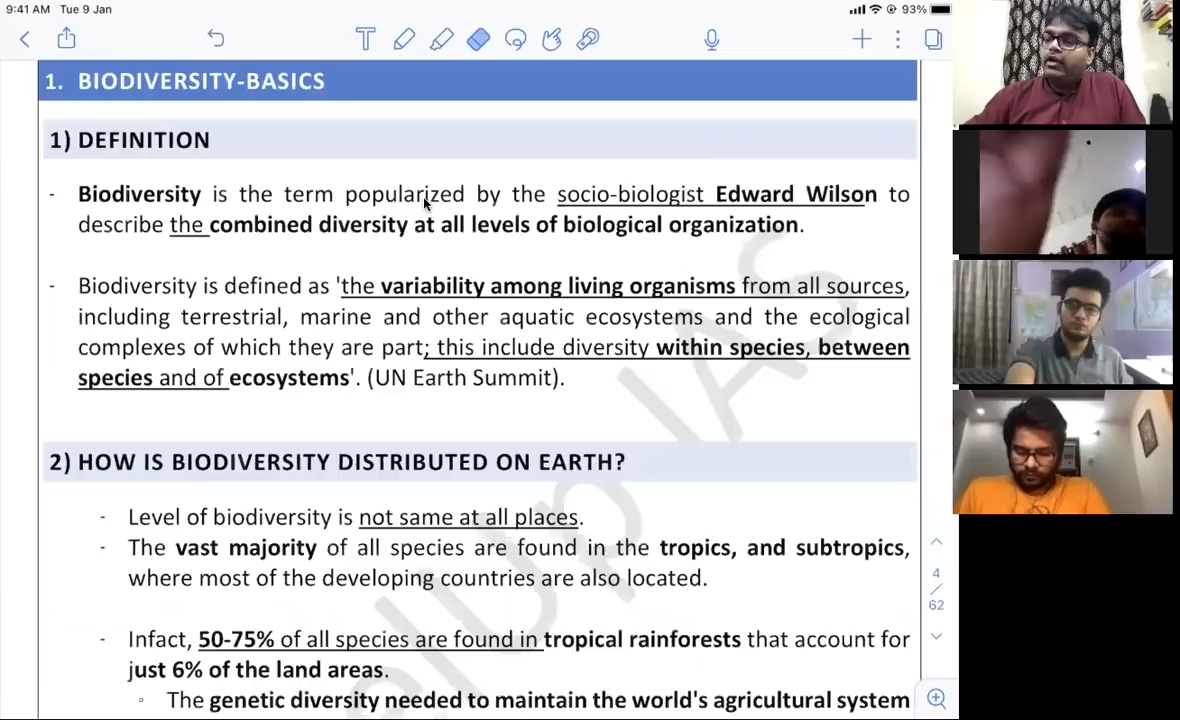 9:41 AM Tue 9 Jan 93%
1. BIODIVERSITY-BASICS
1) DEFINITION
- Biodiversity is the term popularized by the socio-biologist Edward Wilson to
describe the combined diversity at all levels of biological organization.
- Biodiversity is defined as 'the variability among living organisms from all sources,
including terrestrial, marine and other aquatic ecosystems and the ecological
complexes of which they are part; this include diversity within species, between
species and of ecosystems'. (UN Earth Summit).
2) HOW IS BIODIVERSITY DISTRIBUTED ON EARTH?
- Level of biodiversity is not same at all places.
- The vast majority of all species are found in the tropics, and subtropics,
where most of the developing countries are also located.
- Infact, 50-75% of all species are found in tropical rainforests that account for
just 6% of the land areas.
▫ The genetic diversity needed to maintain the world's agricultural system
4
/
62